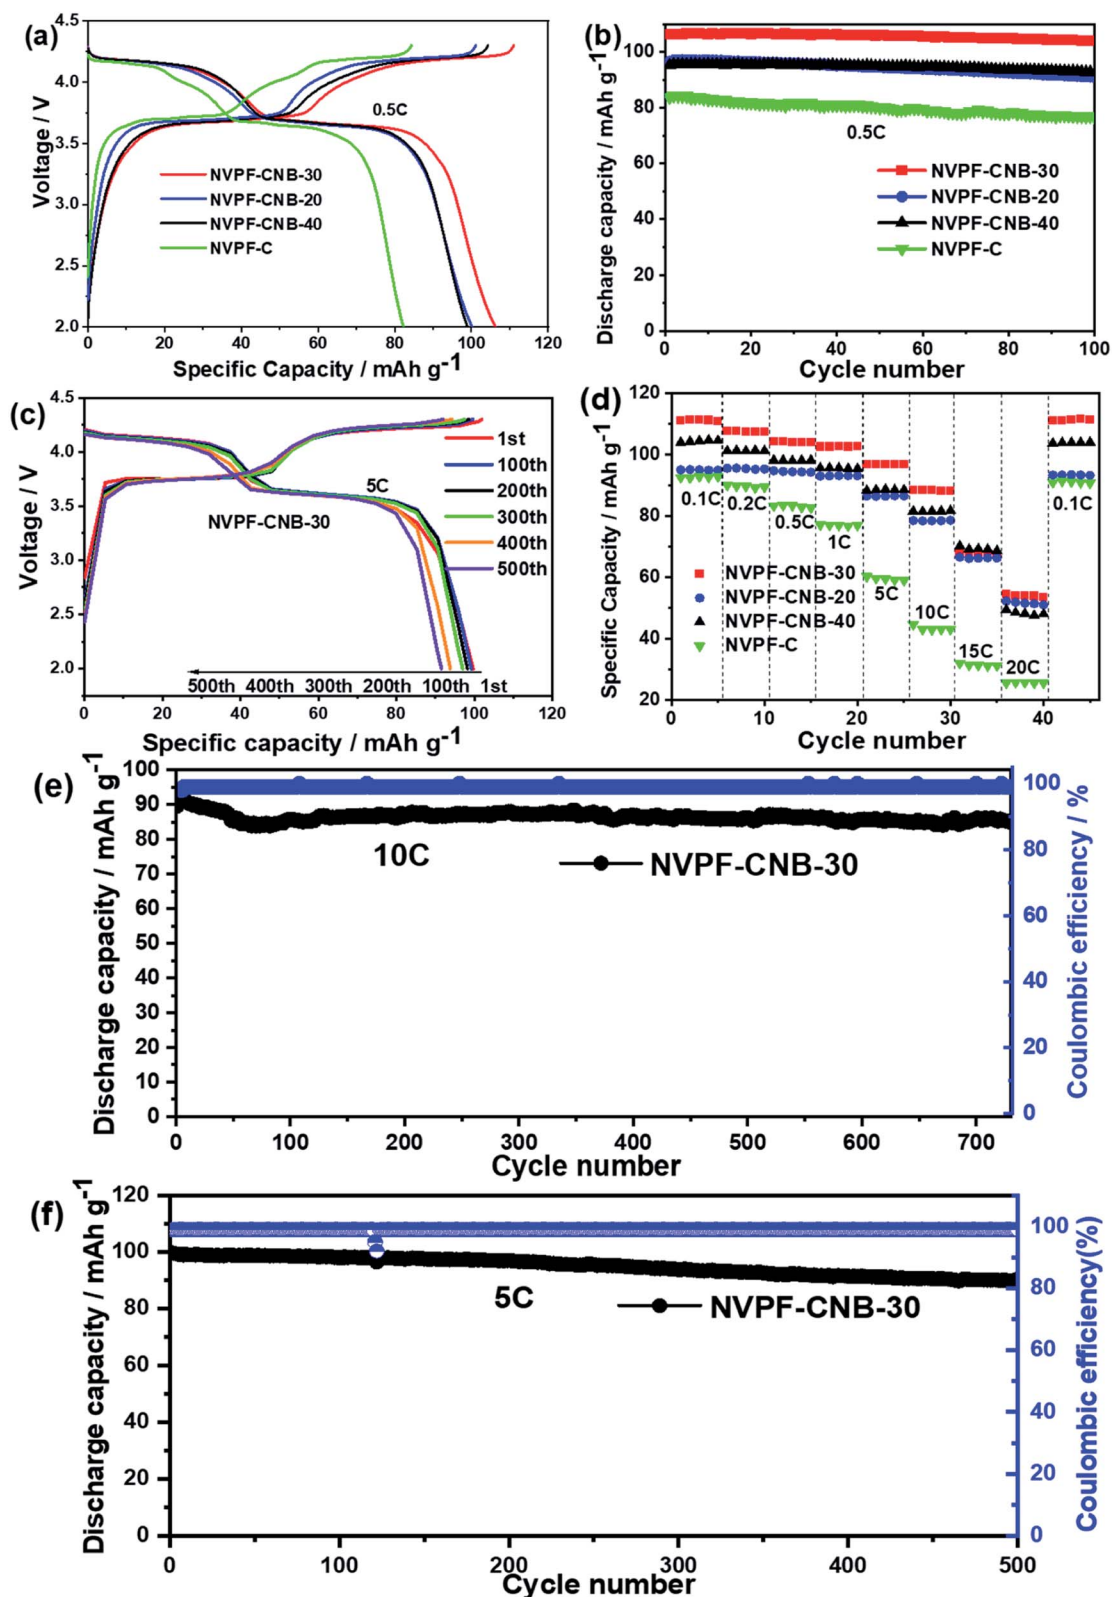 (a)
4.5
4.0
3.5
3.0
2.5
2.0
Voltage / V
0.5C
NVPF-CNB-30
NVPF-CNB-20
NVPF-CNB-40
NVPF-C
0 20 40 60 80 100 120
Specific Capacity / mAh g-1
(b)
100
80
60
40
20
0
Discharge capacity / mAh g-1
0.5C
NVPF-CNB-30
NVPF-CNB-20
NVPF-CNB-40
NVPF-C
0 20 40 60 80 100
Cycle number
(c)
4.5
4.0
3.5
3.0
2.5
2.0
Voltage / V
5C
NVPF-CNB-30
1st
100th
200th
300th
400th
500th
500th 400th 300th 200th 100th 1st
0 20 40 60 80 100 120
Specific capacity / mAh g-1
(d)
120
100
80
60
40
20
Specific Capacity / mAh g-1
0.1C
0.2C
0.5C
1C
5C
10C
15C
20C
0.1C
NVPF-CNB-30
NVPF-CNB-20
NVPF-CNB-40
NVPF-C
0 10 20 30 40
Cycle number
(e)
100
90
80
70
60
50
40
30
20
10
0
Discharge capacity / mAh g-1
10C
NVPF-CNB-30
100
80
60
40
20
0
Coulombic efficiency / %
0 100 200 300 400 500 600 700
Cycle number
(f)
120
100
80
60
40
20
0
Discharge capacity / mAh g-1
5C
NVPF-CNB-30
100
80
60
40
20
0
Coulombic efficiency(%)
0 100 200 300 400 500
Cycle number